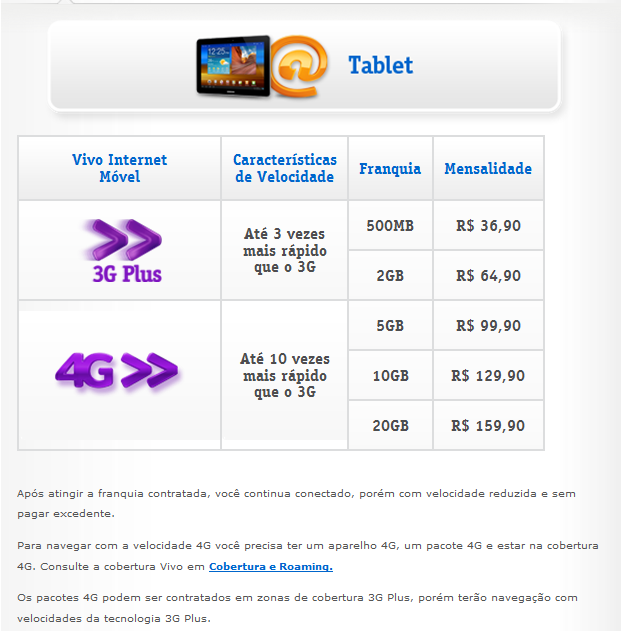 Tablet
Vivo Internet
Móvel
Características
de Velocidade
Franquia
Mensalidade
3G Plus
Até 3 vezes
mais rápido
que o 3G
500MB
R$ 36,90
2GB
R$ 64,90
4G
Até 10 vezes
mais rápido
que o 3G
5GB
R$ 99,90
10GB
R$ 129,90
20GB
R$ 159,90
Após atingir a franquia contratada, você continua conectado, porém com velocidade reduzida e sem
pagar excedente.
Para navegar com a velocidade 4G você precisa ter um aparelho 4G, um pacote 4G e estar na cobertura
4G. Consulte a cobertura Vivo em Cobertura e Roaming.
Os pacotes 4G podem ser contratados em zonas de cobertura 3G Plus, porém terão navegação com
velocidades da tecnologia 3G Plus.